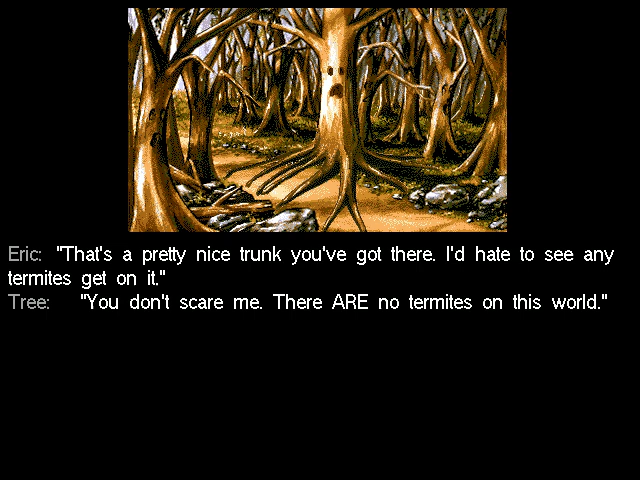 Eric: "That's a pretty nice trunk you've got there. I'd hate to see any
termites get on it."
Tree: "You don't scare me. There ARE no termites on this world."